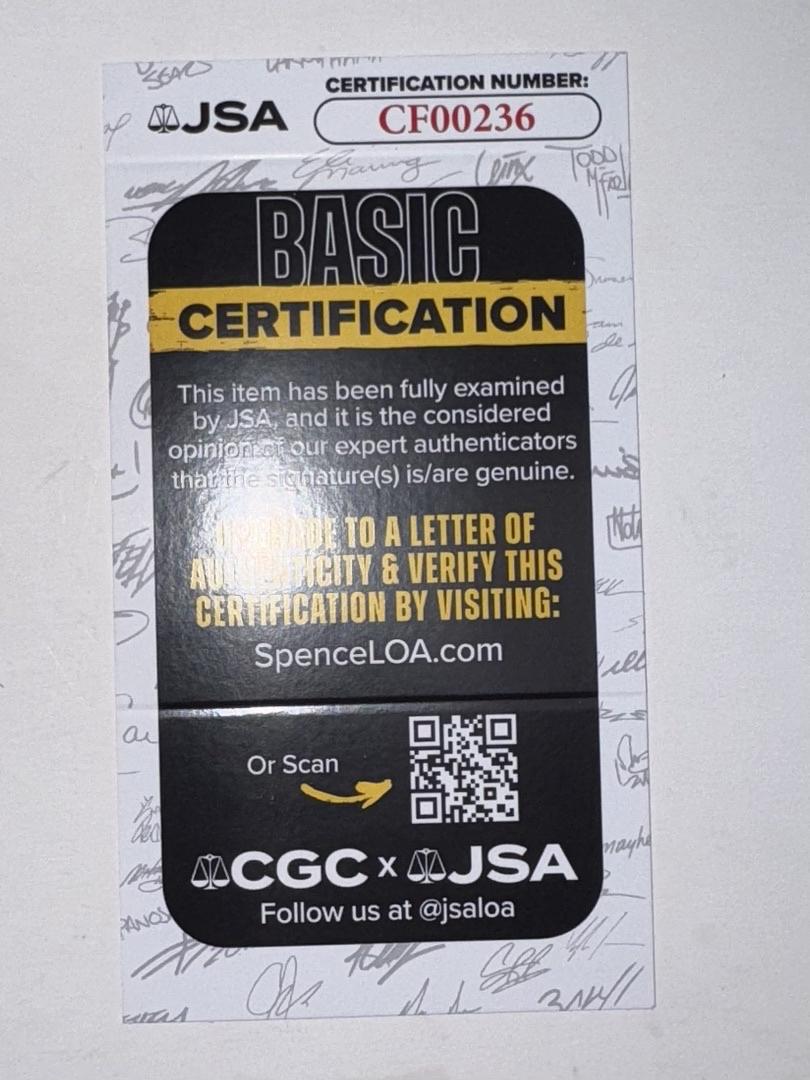 CERTIFICATION NUMBER:
JSA
CF00236
TODD
BASIC
CERTIFICATION
This item has been fully examined
by JSA, and it is the considered
opinion of our expert authenticators
that the signature(s) is/are genuine.
UPGRADE TO A LETTER OF
AUTHENTICITY & VERIFY THIS
CERTIFICATION BY VISITING:
SpenceLOA.com
Or Scan
CGC x JSA
Follow us at @jsaloa